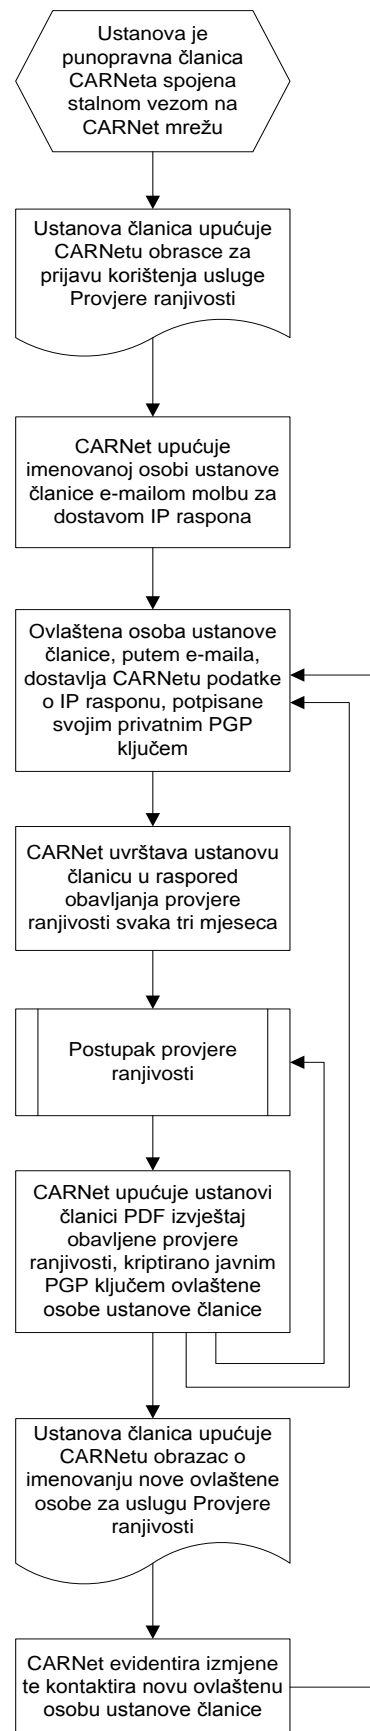 Ustanova je
punopravna članica
CARNeta spojena
stalnom vezom na
CARNet mrežu
Ustanova članica upućuje
CARNetu obrasce za
prijavu korištenja usluge
Provjere ranjivosti
CARNet upućuje
imenovanoj osobi ustanove
članice e-mailom molbu za
dostavom IP raspona
Ovlaštena osoba ustanove
članice, putem e-maila,
dostavlja CARNetu podatke
o IP rasponu, potpisane
svojim privatnim PGP
ključem
CARNet uvrštava ustanovu
članicu u raspored
obavljanja provjere
ranjivosti svaka tri mjeseca
Postupak provjere
ranjivosti
CARNet upućuje ustanovi
članici PDF izvještaj
obavljene provjere
ranjivosti, kriptirano javnim
PGP ključem ovlaštene
osobe ustanove članice
Ustanova članica upućuje
CARNetu obrazac o
imenovanju nove ovlaštene
osobe za uslugu Provjere
ranjivosti
CARNet evidentira izmjene
te kontaktira novu ovlaštenu
osobu ustanove članice